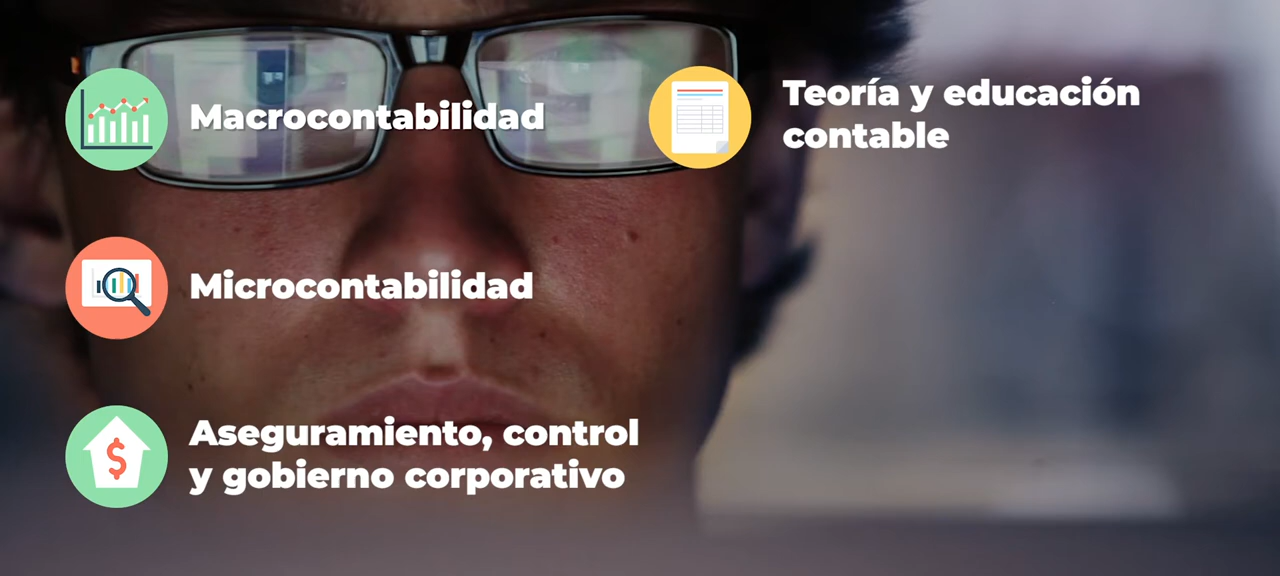 Macrocontabilidad
Microcontabilidad
Aseguramiento, control
y gobierno corporativo
Teoría y educación
contable